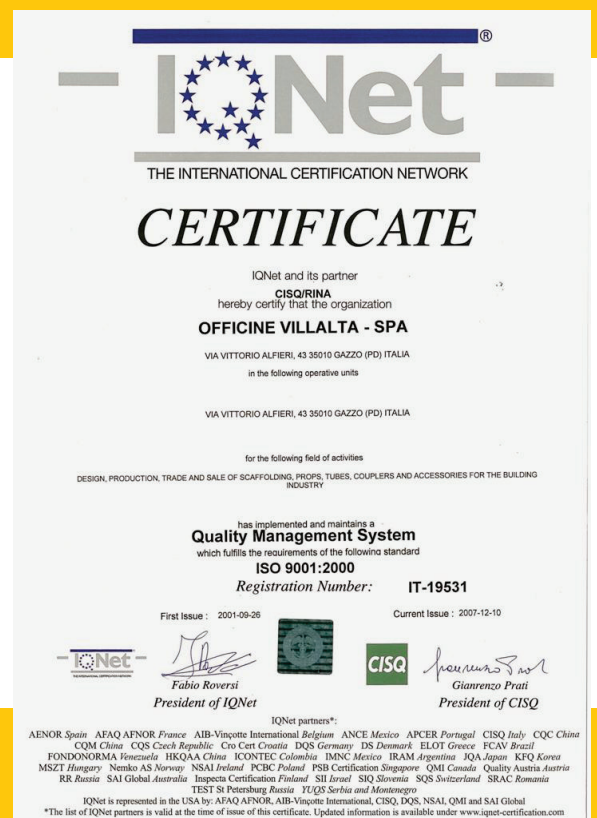 IQNet ®
THE INTERNATIONAL CERTIFICATION NETWORK
CERTIFICATE
IQNet and its partner
CISQ/RINA
hereby certify that the organization
OFFICINE VILLALTA - SPA
VIA VITTORIO ALFIERI, 43 35010 GAZZO (PD) ITALIA
in the following operative units
VIA VITTORIO ALFIERI, 43 35010 GAZZO (PD) ITALIA
for the following field of activities
DESIGN, PRODUCTION, TRADE AND SALE OF SCAFFOLDING, PROPS, TUBES, COUPLERS AND ACCESSORIES FOR THE BUILDING
INDUSTRY
has implemented and maintains a
Quality Management System
which fulfills the requirements of the following standard
ISO 9001:2000
Registration Number: IT-19531
First Issue : 2001-09-26
Current Issue : 2007-12-10
IQNet
THE INTERNATIONAL CERTIFICATION NETWORK
CISQ
Fabio Roversi
President of IQNet
Gianrenzo Prati
President of CISQ
IQNet partners*:
AENOR Spain AFAQ AFNOR France AIB-Vinçotte International Belgium ANCE Mexico APCER Portugal CISQ Italy CQC China
CQM China CQS Czech Republic Cro Cert Croatia DQS Germany DS Denmark ELOT Greece FCAV Brazil
FONDONORMA Venezuela HKQAA China ICONTEC Colombia IMNC Mexico IRAM Argentina JQA Japan KFQ Korea
MSZT Hungary Nemko AS Norway NSAI Ireland PCBC Poland PSB Certification Singapore QMI Canada Quality Austria Austria
RR Russia SAI Global Australia Inspecta Certification Finland SII Israel SIQ Slovenia SQS Switzerland SRAC Romania
TEST St Petersburg Russia YUQS Serbia and Montenegro
IQNet is represented in the USA by: AFAQ AFNOR, AIB-Vinçotte International, CISQ, DQS, NSAI, QMI and SAI Global
*The list of IQNet partners is valid at the time of issue of this certificate. Updated information is available under www.iqnet-certification.com